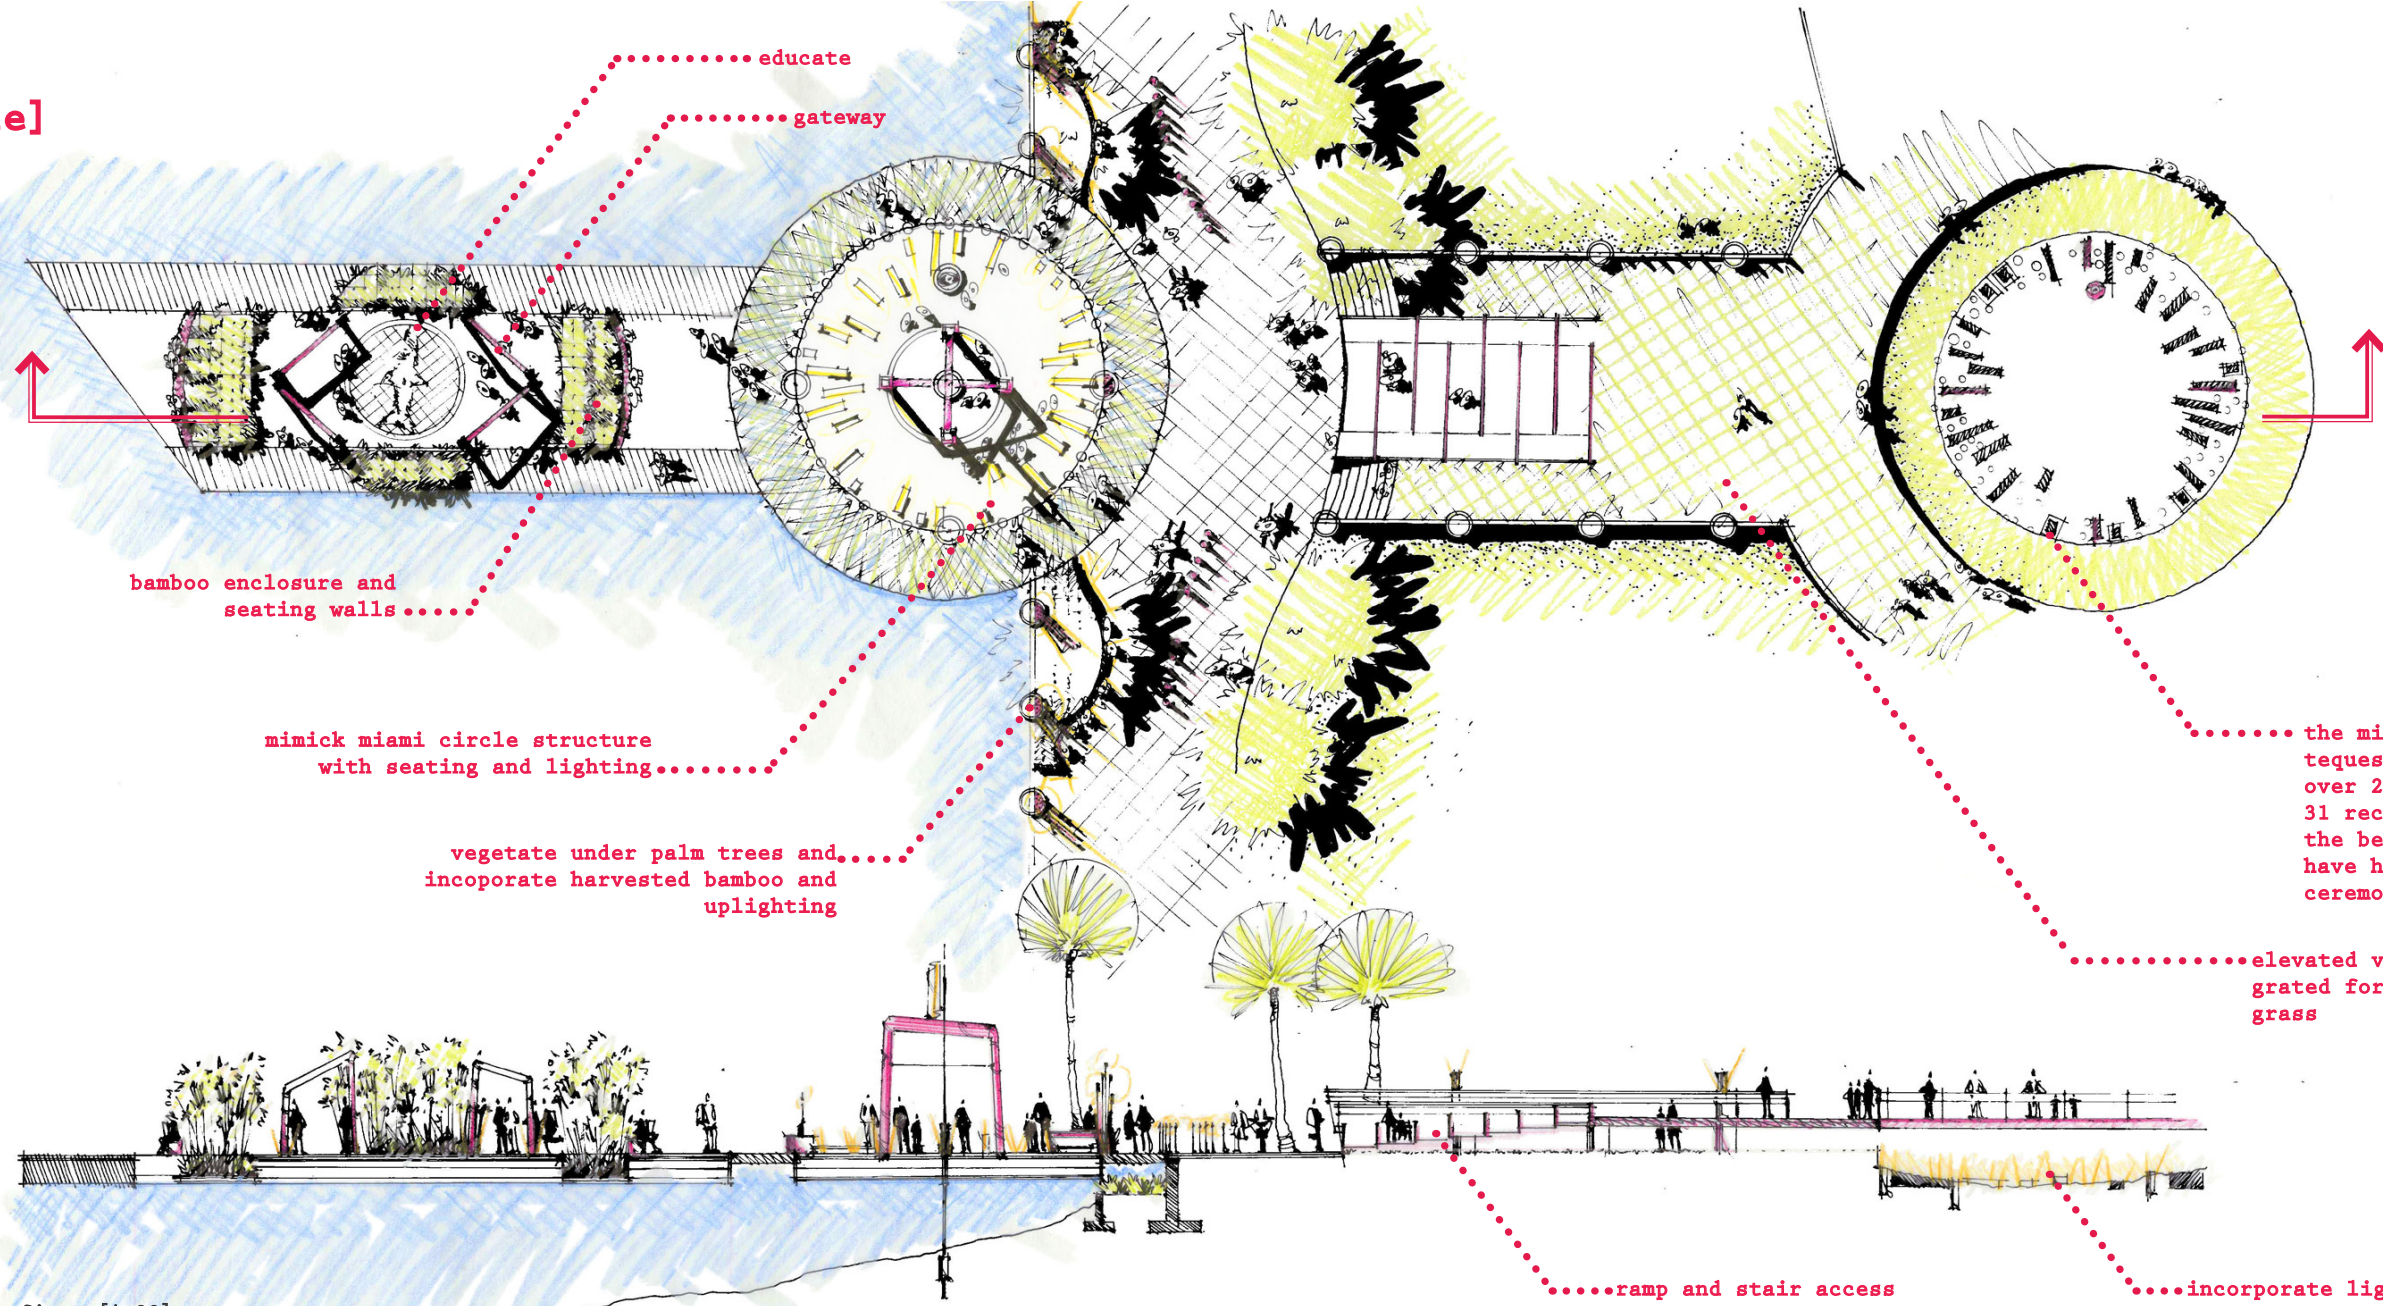 e]
educate
gateway
bamboo enclosure and
seating walls
mimick miami circle structure
with seating and lighting
vegetate under palm trees and
incoporate harvested bamboo and
uplighting
the mi
teques
over 2
31 rec
the be
have h
ceremo
elevated v
grated for
grass
ramp and stair access
incorporate lig